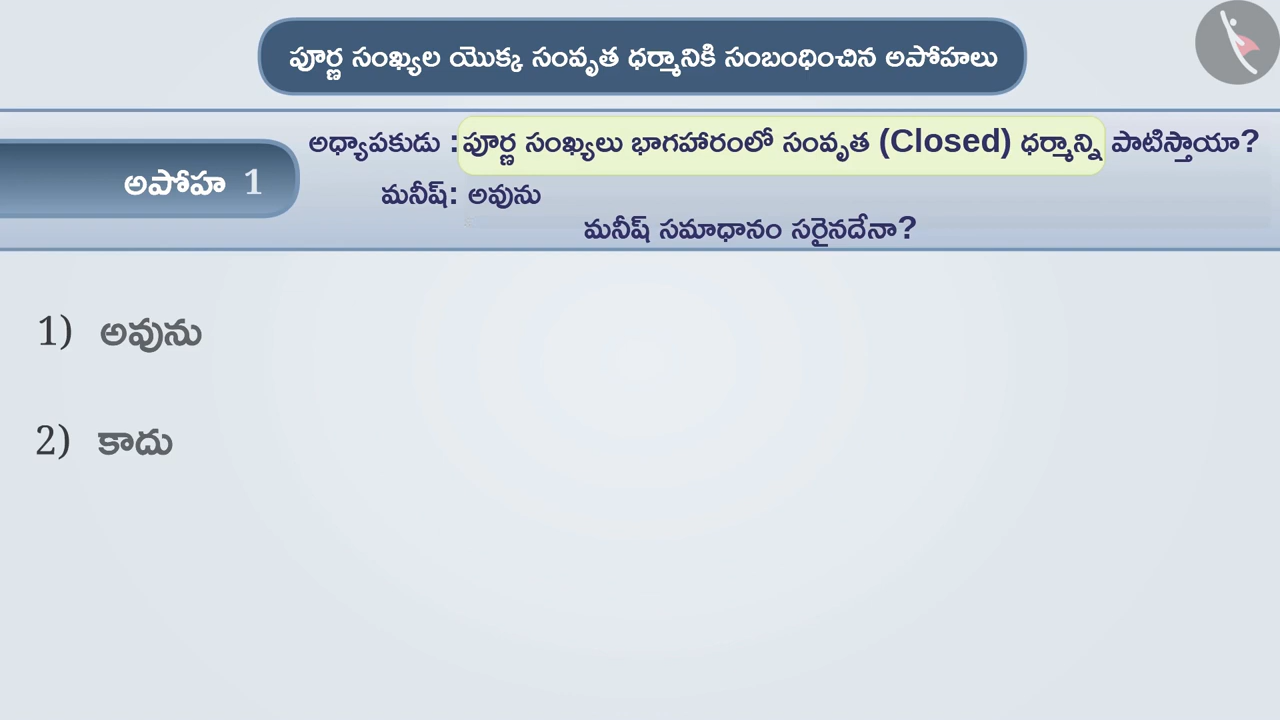 పూర్ణ సంఖ్యల యొక్క సంవృత ధర్మానికి సంబంధించిన అపోహలు
అపోహ 1
అధ్యాపకుడు :పూర్ణ సంఖ్యలు భాగహారంలో సంవృత (Closed) ధర్మాన్ని పాటిస్తాయా?
మనీష్: అవును
మనీష్ సమాధానం సరైనదేనా?
1) అవును
2) కాదు